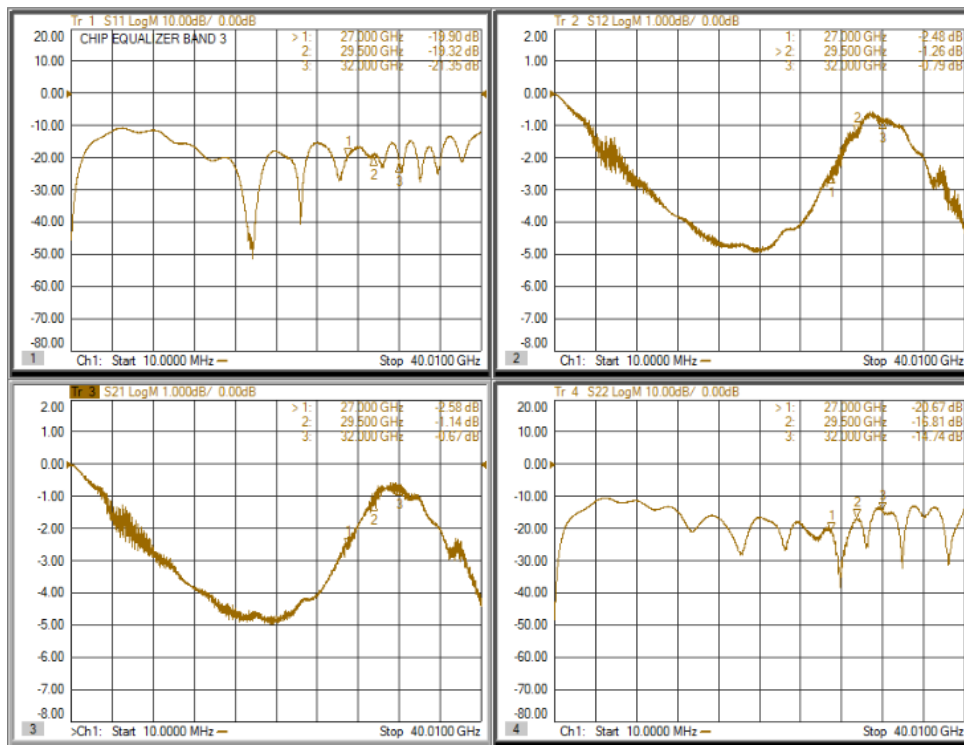 Tr 1 S11 LogM 10.00dB/ 0.00dB
20.00
CHIP EQUALIZER BAND 3
> 1: 27.000 GHz -19.90 dB
10.00
2: 29.500 GHz -19.32 dB
3: 32.000 GHz -21.35 dB
0.00
-10.00
1
-20.00
2
3
-30.00
-40.00
-50.00
-60.00
-70.00
-80.00
1
Ch1: Start 10.0000 MHz
Stop 40.0100 GHz
Tr 2 S12 LogM 1.000dB/ 0.00dB
2.00
1: 27.000 GHz -2.48 dB
1.00
> 2: 29.500 GHz -1.26 dB
3: 32.000 GHz -0.79 dB
0.00
2
-1.00
3
-2.00
1
-3.00
-4.00
-5.00
-6.00
-7.00
-8.00
2
Ch1: Start 10.0000 MHz
Stop 40.0100 GHz
Tr 3 S21 LogM 1.000dB/ 0.00dB
2.00
> 1: 27.000 GHz -2.58 dB
1.00
2: 29.500 GHz -1.14 dB
3: 32.000 GHz -0.67 dB
0.00
-1.00
3
2
-2.00
1
-3.00
-4.00
-5.00
-6.00
-7.00
-8.00
3
>Ch1: Start 10.0000 MHz
Stop 40.0100 GHz
Tr 4 S22 LogM 10.00dB/ 0.00dB
20.00
> 1: 27.000 GHz -20.67 dB
10.00
2: 29.500 GHz -16.81 dB
3: 32.000 GHz -14.74 dB
0.00
-10.00
2
3
1
-20.00
-30.00
-40.00
-50.00
-60.00
-70.00
-80.00
4
Ch1: Start 10.0000 MHz
Stop 40.0100 GHz